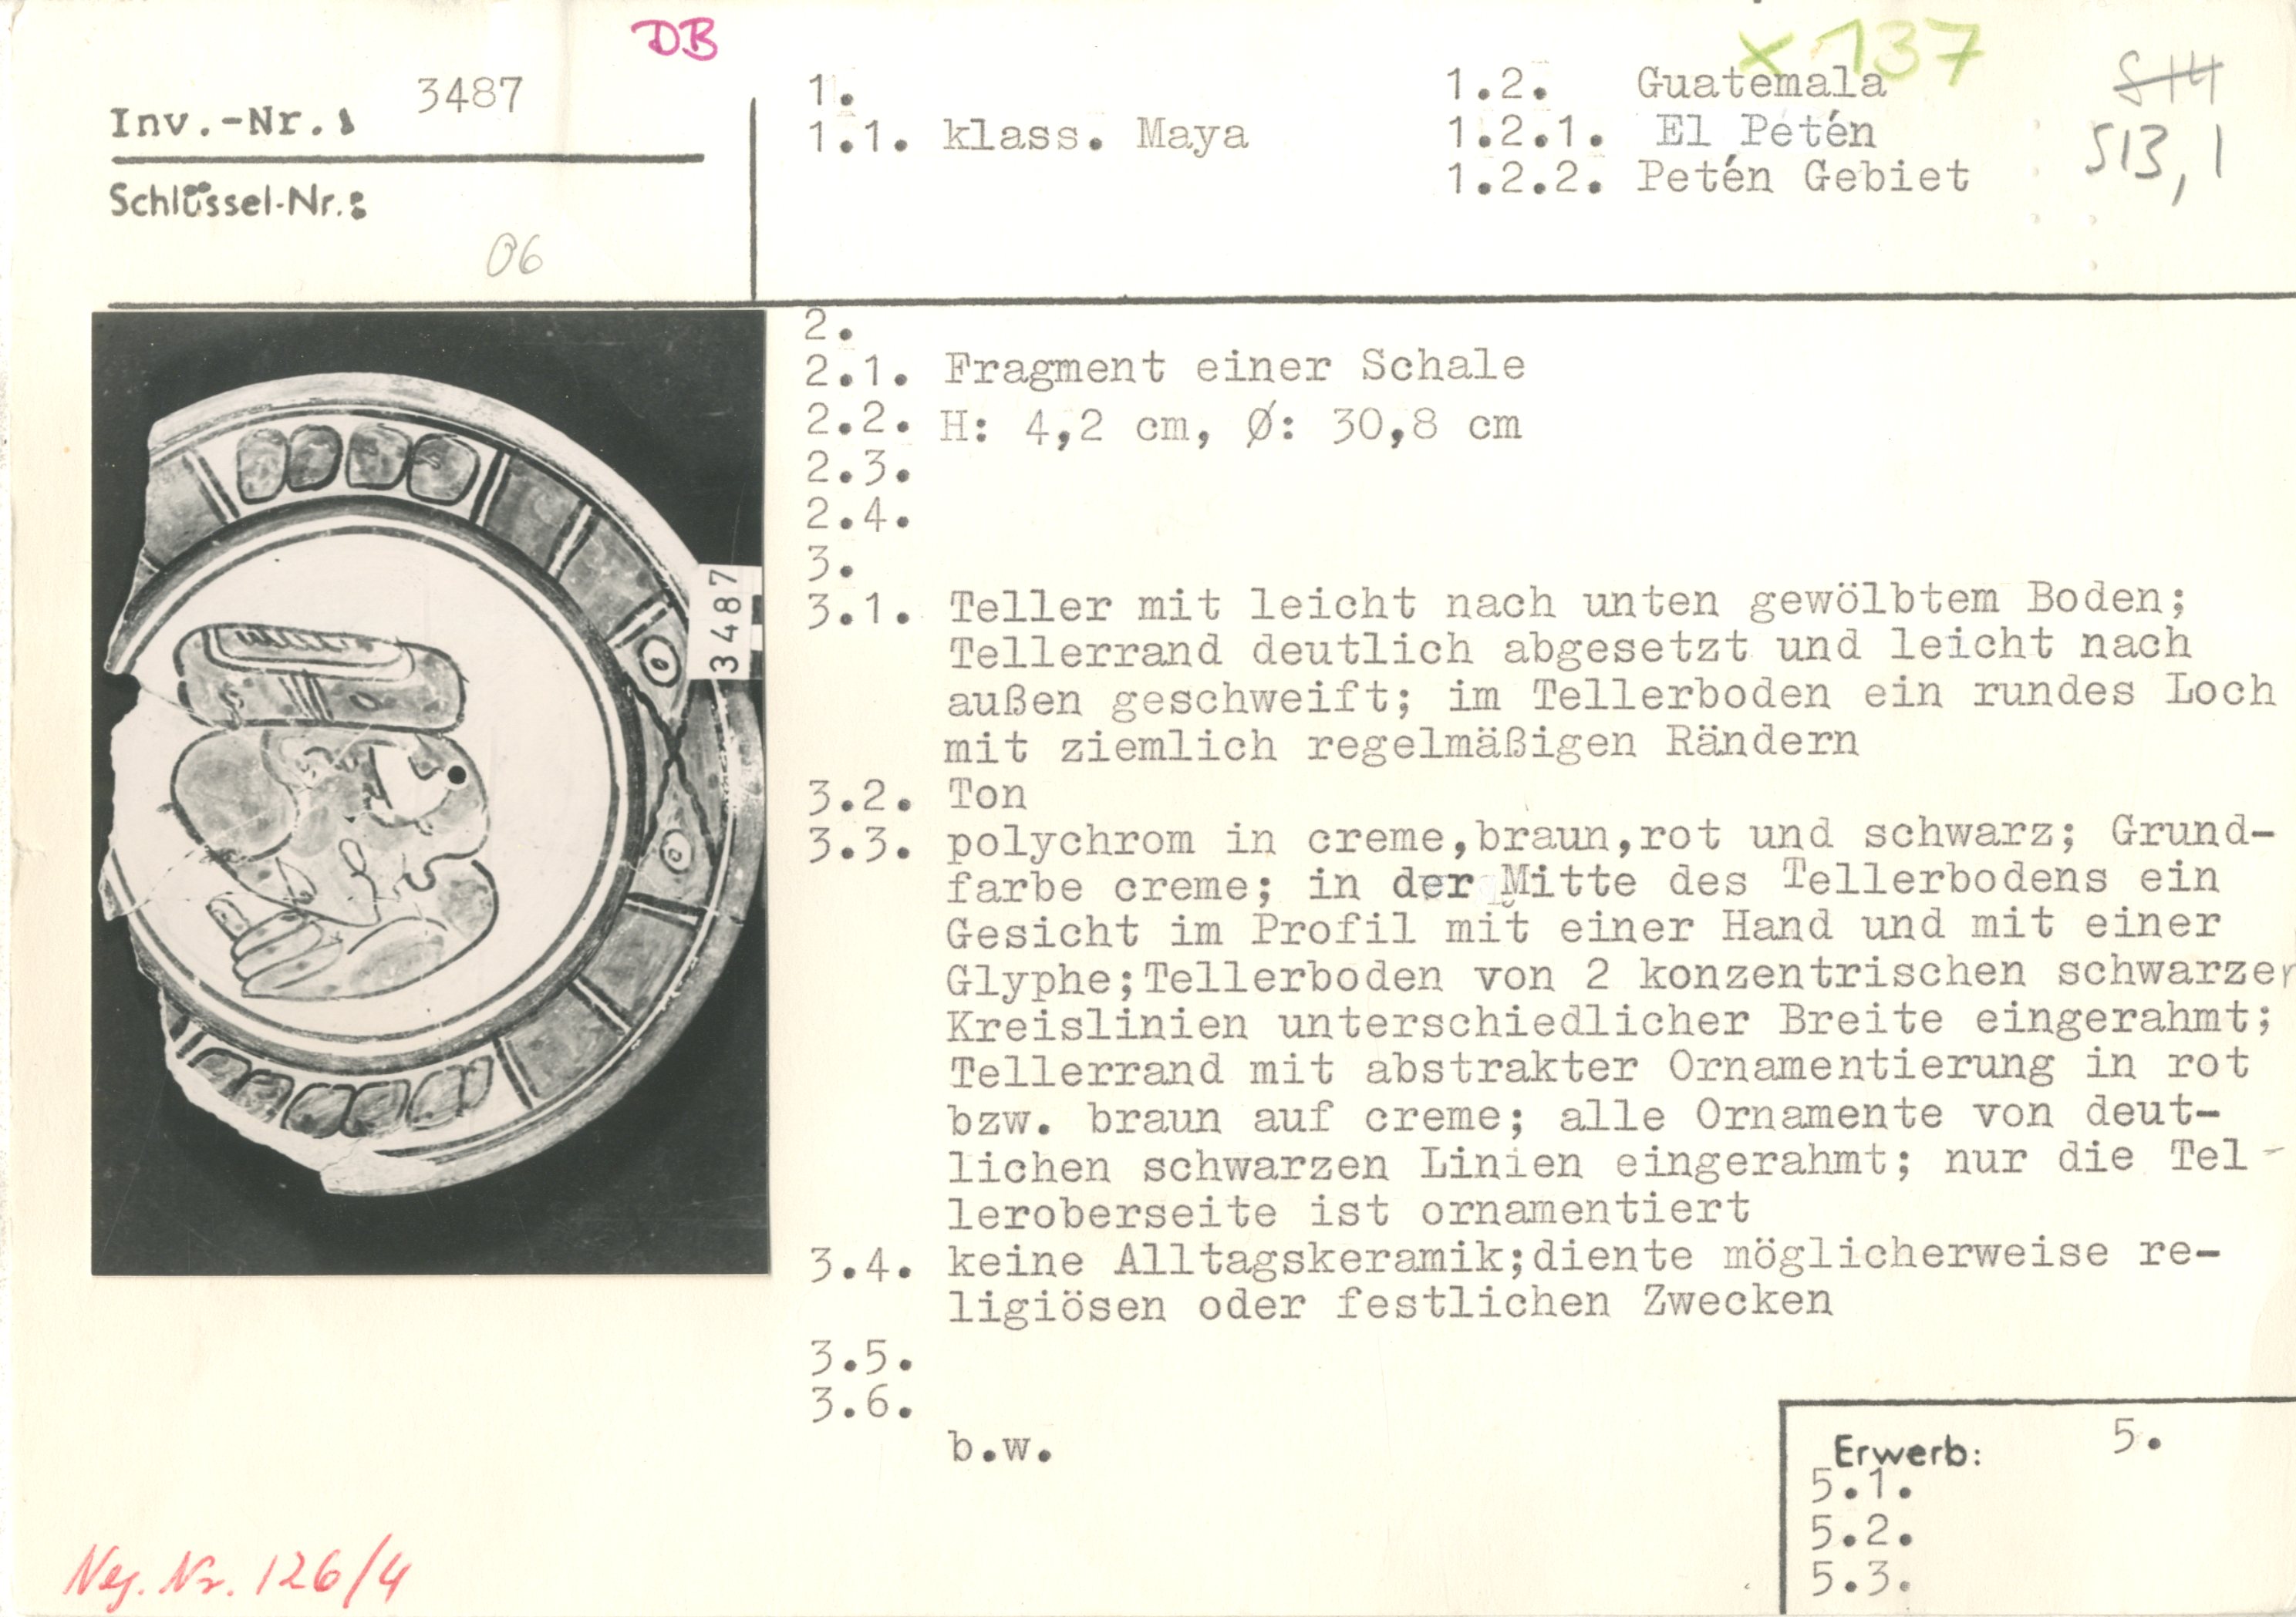 DB
x 137
Inv.-Nr.: 3487
Schlüssel-Nr.:
06
1.
1.1. klass. Maya
1.2. Guatemala
1.2.1. El Petén
1.2.2. Petén Gebiet
S14
S13,1
3487
2.
2.1. Fragment einer Schale
2.2. H: 4,2 cm, Ø: 30,8 cm
2.3.
2.4.
3.
3.1. Teller mit leicht nach unten gewölbtem Boden;
Tellerrand deutlich abgesetzt und leicht nach
außen geschweift; im Tellerboden ein rundes Loch
mit ziemlich regelmäßigen Rändern
3.2. Ton
3.3. polychrom in creme,braun,rot und schwarz; Grund-
farbe creme; in der Mitte des Tellerbodens ein
Gesicht im Profil mit einer Hand und mit einer
Glyphe;Tellerboden von 2 konzentrischen schwarzen
Kreislinien unterschiedlicher Breite eingerahmt;
Tellerrand mit abstrakter Ornamentierung in rot
bzw. braun auf creme; alle Ornamente von deut-
lichen schwarzen Linien eingerahmt; nur die Tel-
leroberseite ist ornamentiert
3.4. keine Alltagskeramik;diente möglicherweise re-
ligiösen oder festlichen Zwecken
3.5.
3.6.
b.w.
Erwerb: 5.
5.1.
5.2.
5.3.
Neg. Nr. 126/4